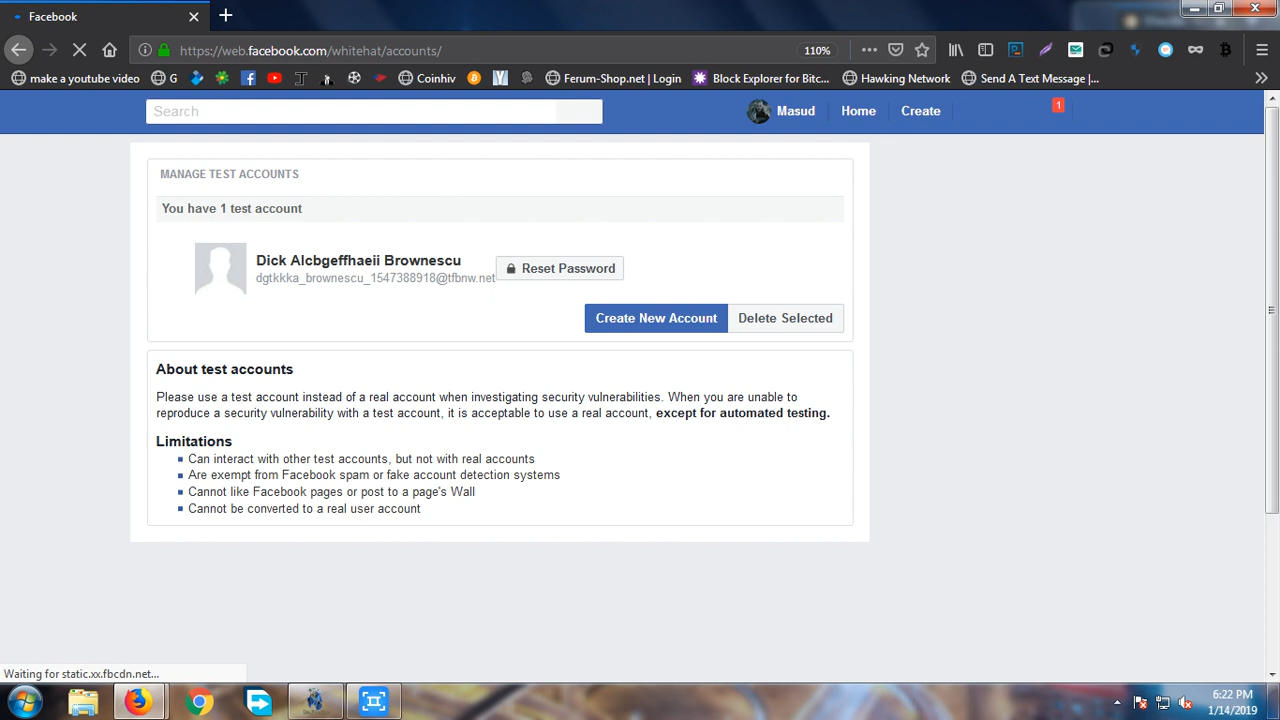 Facebook
https://web.facebook.com/whitehat/accounts/
110%
make a youtube video G Coinhiv Ferum-Shop.net | Login Block Explorer for Bitc... Hawking Network Send A Text Message |...
Search
Masud Home Create 1
MANAGE TEST ACCOUNTS
You have 1 test account
Dick Alcbgeffhaeii Brownescu
dgtkkka_brownescu_1547388918@tfbnw.net
Reset Password
Create New Account Delete Selected
About test accounts
Please use a test account instead of a real account when investigating security vulnerabilities. When you are unable to
reproduce a security vulnerability with a test account, it is acceptable to use a real account, except for automated testing.
Limitations
Can interact with other test accounts, but not with real accounts
Are exempt from Facebook spam or fake account detection systems
Cannot like Facebook pages or post to a page's Wall
Cannot be converted to a real user account
Waiting for static.xx.fbcdn.net...
6:22 PM
1/14/2019